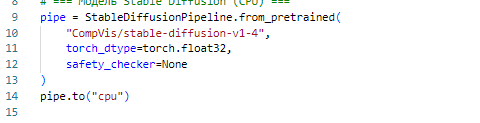 8 # === Модель Stable Diffusion (CPU) ===
9 pipe = StableDiffusionPipeline.from_pretrained(
10     "CompVis/stable-diffusion-v1-4",
11     torch_dtype=torch.float32,
12     safety_checker=None
13 )
14 pipe.to("cpu")
15